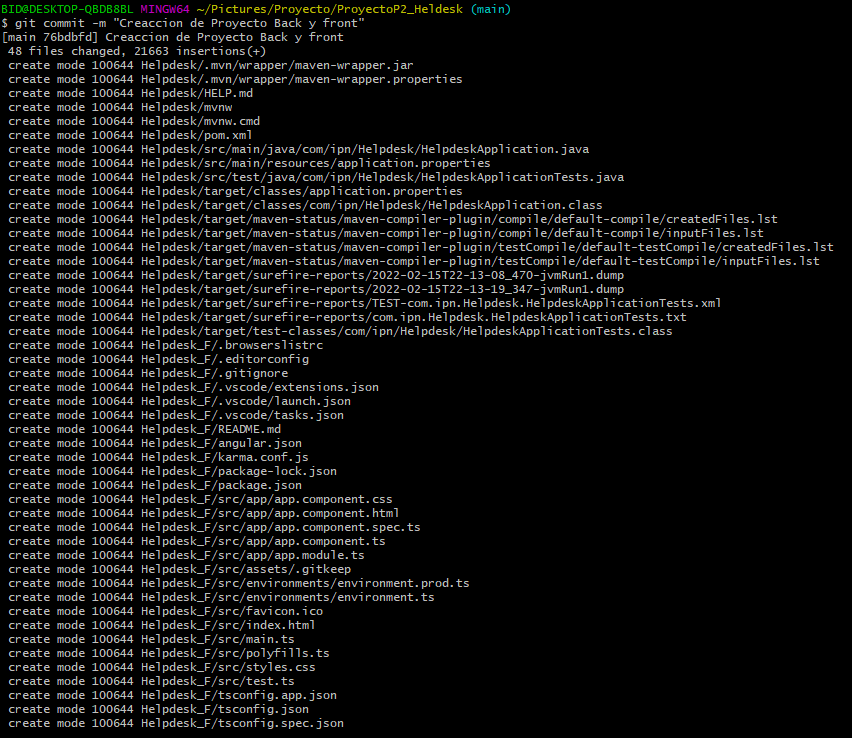 BID@DESKTOP-QBDB8BL MINGW64 ~/Pictures/Proyecto/ProyectoP2_Heldesk (main)
$ git commit -m "Creaccion de Proyecto Back y front"
[main 76bdbfd] Creaccion de Proyecto Back y front
48 files changed, 21663 insertions(+)
create mode 100644 Helpdesk/.mvn/wrapper/maven-wrapper.jar
create mode 100644 Helpdesk/.mvn/wrapper/maven-wrapper.properties
create mode 100644 Helpdesk/HELP.md
create mode 100644 Helpdesk/mvnw
create mode 100644 Helpdesk/mvnw.cmd
create mode 100644 Helpdesk/pom.xml
create mode 100644 Helpdesk/src/main/java/com/ipn/Helpdesk/HelpdeskApplication.java
create mode 100644 Helpdesk/src/main/resources/application.properties
create mode 100644 Helpdesk/src/test/java/com/ipn/Helpdesk/HelpdeskApplicationTests.java
create mode 100644 Helpdesk/target/classes/application.properties
create mode 100644 Helpdesk/target/classes/com/ipn/Helpdesk/HelpdeskApplication.class
create mode 100644 Helpdesk/target/maven-status/maven-compiler-plugin/compile/default-compile/createdFiles.lst
create mode 100644 Helpdesk/target/maven-status/maven-compiler-plugin/compile/default-compile/inputFiles.lst
create mode 100644 Helpdesk/target/maven-status/maven-compiler-plugin/testCompile/default-testCompile/createdFiles.lst
create mode 100644 Helpdesk/target/maven-status/maven-compiler-plugin/testCompile/default-testCompile/inputFiles.lst
create mode 100644 Helpdesk/target/surefire-reports/2022-02-15T22-13-08_470-jvmRun1.dump
create mode 100644 Helpdesk/target/surefire-reports/2022-02-15T22-13-19_347-jvmRun1.dump
create mode 100644 Helpdesk/target/surefire-reports/TEST-com.ipn.Helpdesk.HelpdeskApplicationTests.xml
create mode 100644 Helpdesk/target/surefire-reports/com.ipn.Helpdesk.HelpdeskApplicationTests.txt
create mode 100644 Helpdesk/target/test-classes/com/ipn/Helpdesk/HelpdeskApplicationTests.class
create mode 100644 Helpdesk_F/.browserslistrc
create mode 100644 Helpdesk_F/.editorconfig
create mode 100644 Helpdesk_F/.gitignore
create mode 100644 Helpdesk_F/.vscode/extensions.json
create mode 100644 Helpdesk_F/.vscode/launch.json
create mode 100644 Helpdesk_F/.vscode/tasks.json
create mode 100644 Helpdesk_F/README.md
create mode 100644 Helpdesk_F/angular.json
create mode 100644 Helpdesk_F/karma.conf.js
create mode 100644 Helpdesk_F/package-lock.json
create mode 100644 Helpdesk_F/package.json
create mode 100644 Helpdesk_F/src/app/app.component.css
create mode 100644 Helpdesk_F/src/app/app.component.html
create mode 100644 Helpdesk_F/src/app/app.component.spec.ts
create mode 100644 Helpdesk_F/src/app/app.component.ts
create mode 100644 Helpdesk_F/src/app/app.module.ts
create mode 100644 Helpdesk_F/src/assets/.gitkeep
create mode 100644 Helpdesk_F/src/environments/environment.prod.ts
create mode 100644 Helpdesk_F/src/environments/environment.ts
create mode 100644 Helpdesk_F/src/favicon.ico
create mode 100644 Helpdesk_F/src/index.html
create mode 100644 Helpdesk_F/src/main.ts
create mode 100644 Helpdesk_F/src/polyfills.ts
create mode 100644 Helpdesk_F/src/styles.css
create mode 100644 Helpdesk_F/src/test.ts
create mode 100644 Helpdesk_F/tsconfig.app.json
create mode 100644 Helpdesk_F/tsconfig.json
create mode 100644 Helpdesk_F/tsconfig.spec.json